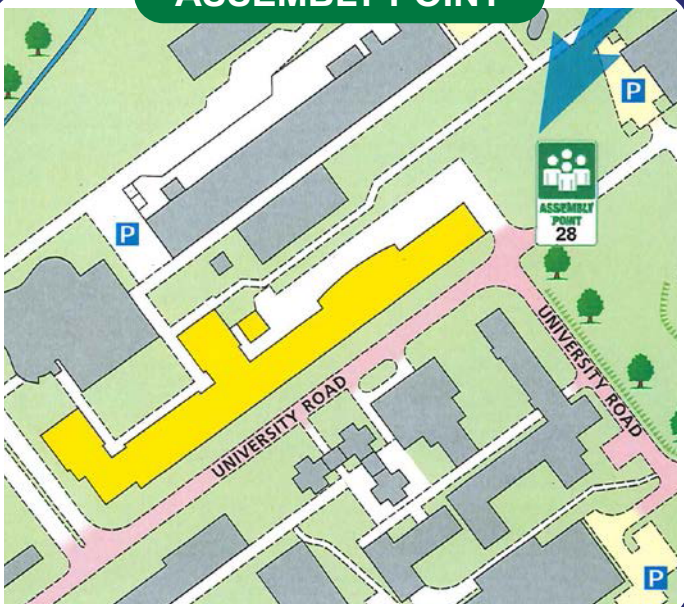 ASSEMBLY POINT
P
ASSEMBLY
POINT
28
P
UNIVERSITY ROAD
UNIVERSITY ROAD
P